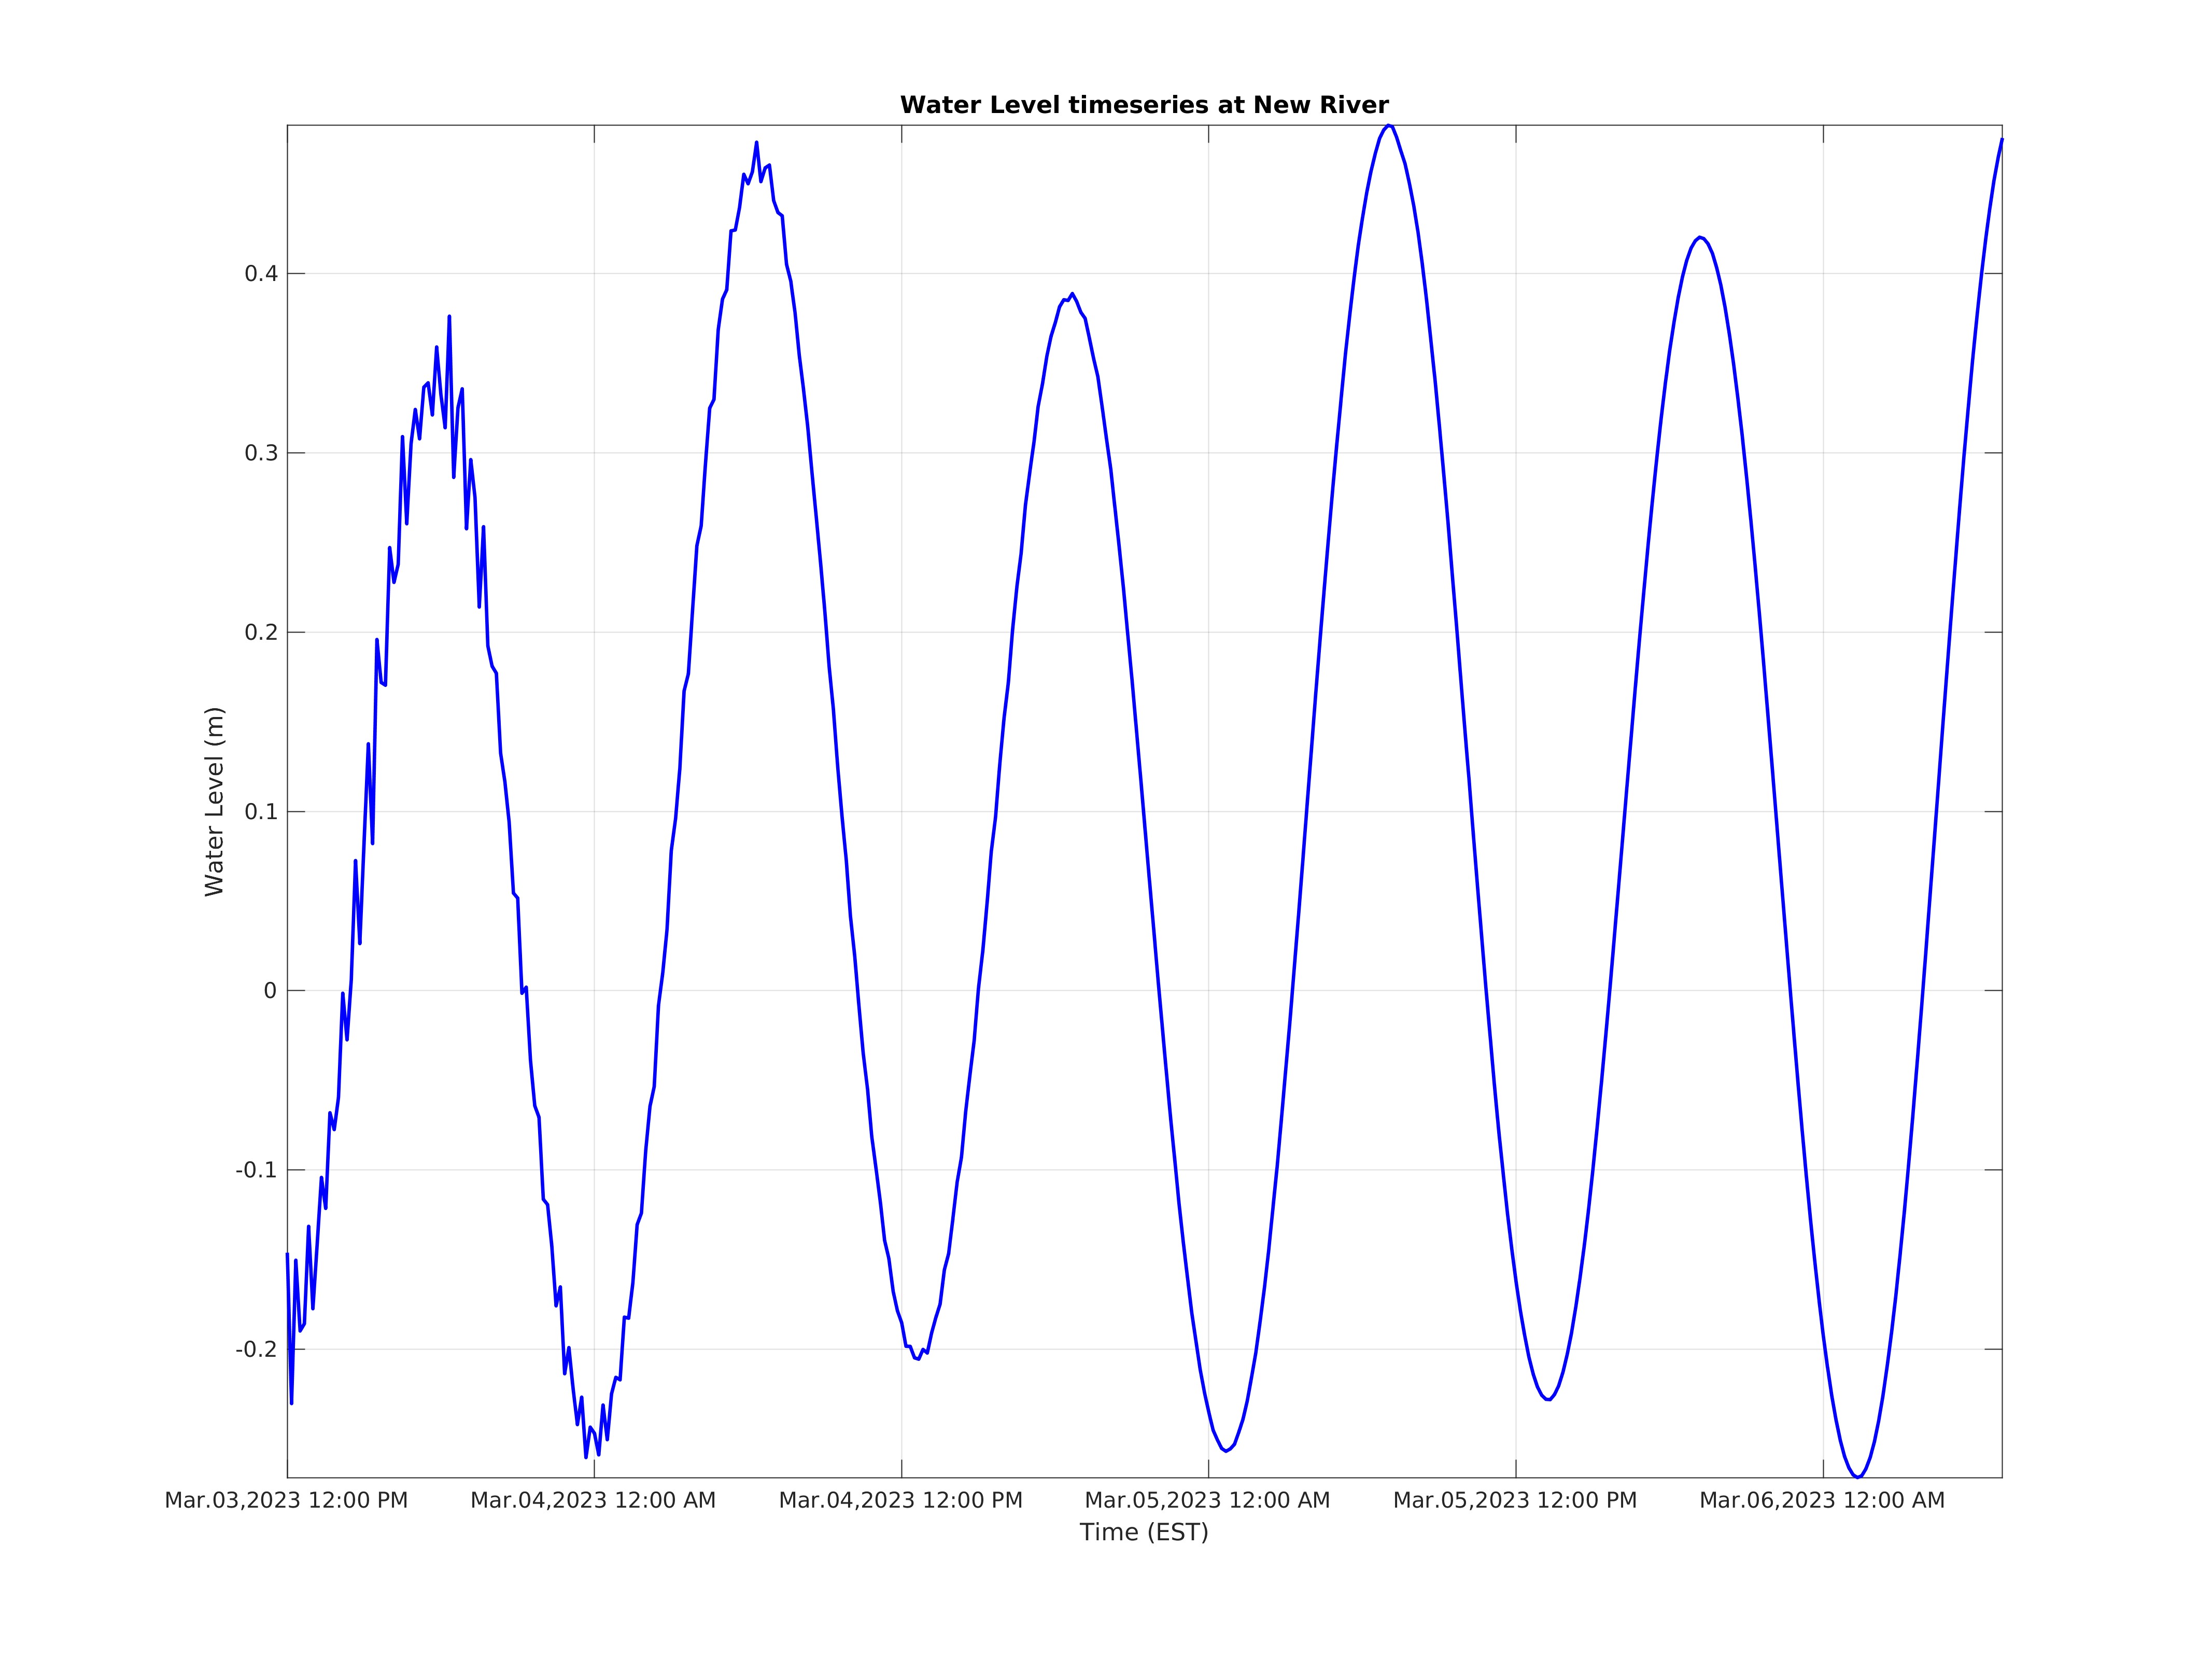 Water Level timeseries at New River
Water Level (m)
0.4
0.3
0.2
0.1
0
-0.1
-0.2
Mar.03,2023 12:00 PM
Mar.04,2023 12:00 AM
Mar.04,2023 12:00 PM
Mar.05,2023 12:00 AM
Mar.05,2023 12:00 PM
Mar.06,2023 12:00 AM
Time (EST)